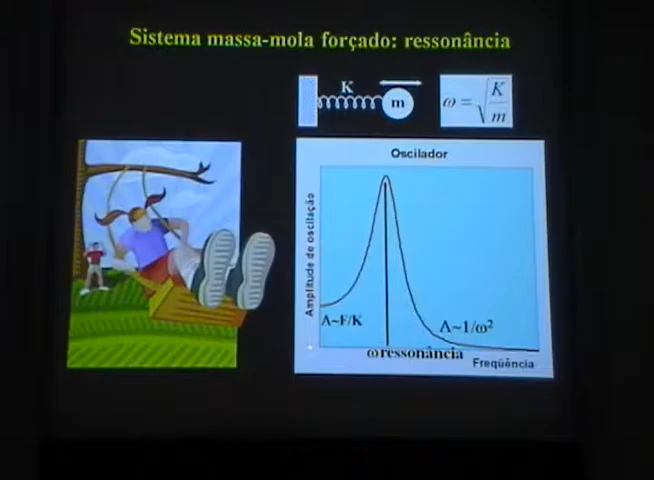 Sistema massa-mola forçado: ressonância
K
m
ω = √K/m
Oscilador
Amplitude de oscilação
A~F/K
A~1/ω²
ωressonância
Freqüência